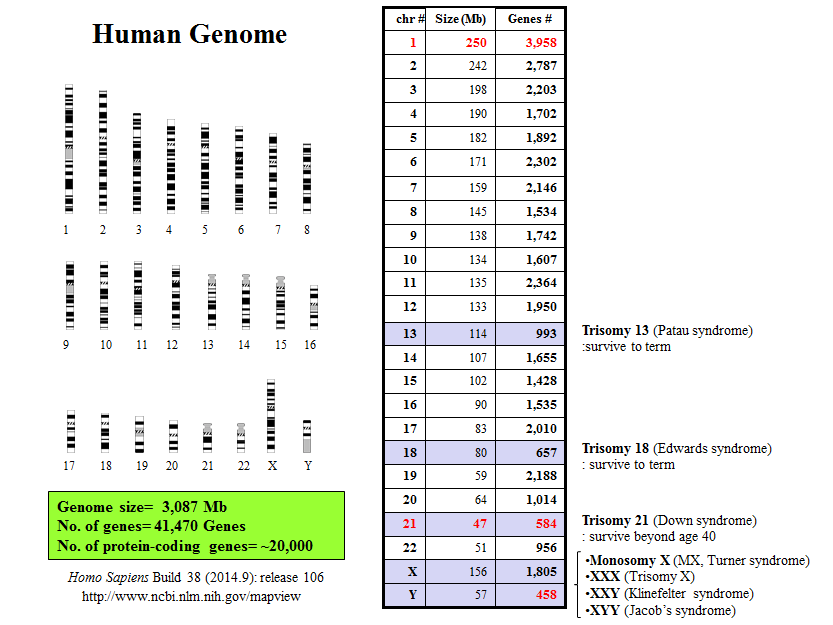 Human Genome
1 2 3 4 5 6 7 8
9 10 11 12 13 14 15 16
17 18 19 20 21 22 X Y
Genome size= 3,087 Mb
No. of genes= 41,470 Genes
No. of protein-coding genes= ~20,000
Homo Sapiens Build 38 (2014.9): release 106
http://www.ncbi.nlm.nih.gov/mapview
chr # Size (Mb) Genes #
1 250 3,958
2 242 2,787
3 198 2,203
4 190 1,702
5 182 1,892
6 171 2,302
7 159 2,146
8 145 1,534
9 138 1,742
10 134 1,607
11 135 2,364
12 133 1,950
13 114 993
14 107 1,655
15 102 1,428
16 90 1,535
17 83 2,010
18 80 657
19 59 2,188
20 64 1,014
21 47 584
22 51 956
X 156 1,805
Y 57 458
Trisomy 13 (Patau syndrome)
:survive to term
Trisomy 18 (Edwards syndrome)
: survive to term
Trisomy 21 (Down syndrome)
: survive beyond age 40
•Monosomy X (MX, Turner syndrome)
•XXX (Trisomy X)
•XXY (Klinefelter syndrome)
•XYY (Jacob's syndrome)